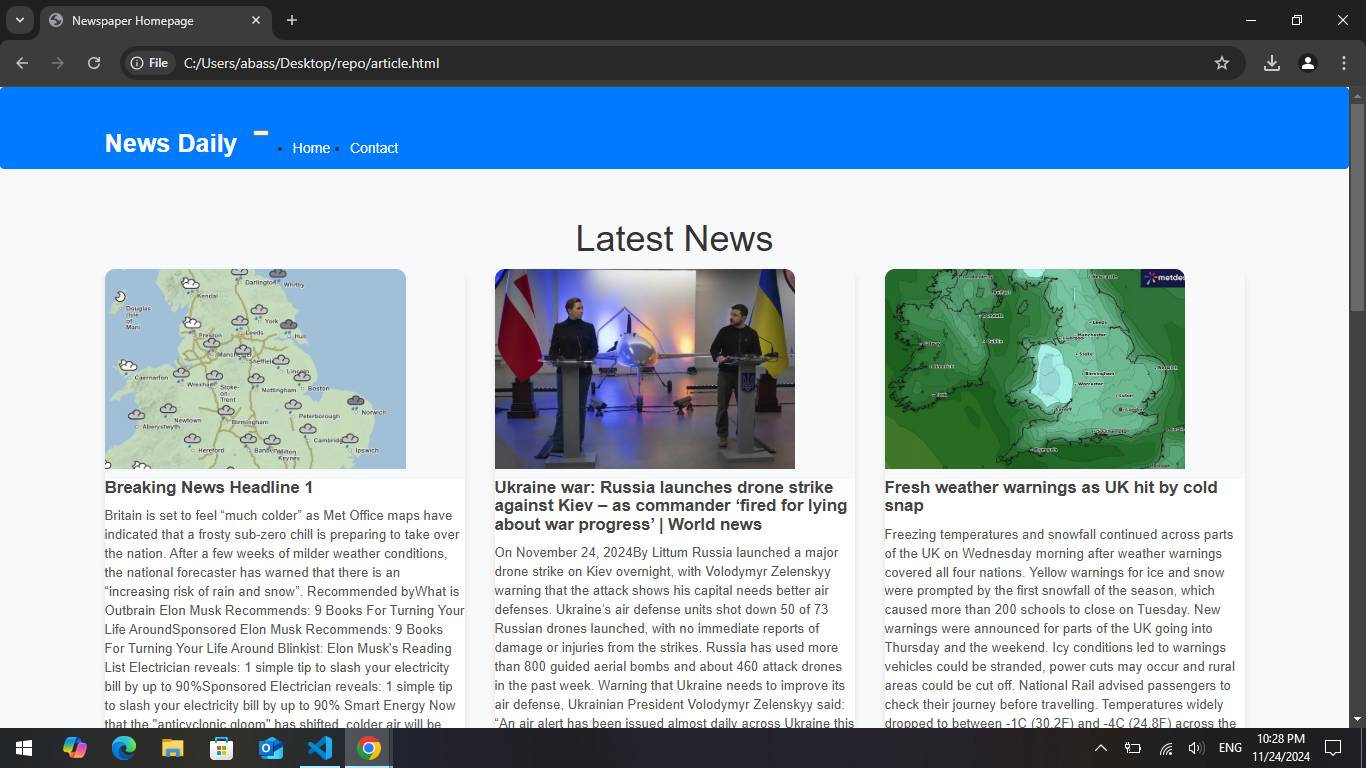 Newspaper Homepage
File C:/Users/abass/Desktop/repo/article.html
News Daily
Home
Contact
Latest News
Darlington
Whitby
Kendal
Douglas
Isle
of
Man
York
Preston
Leeds
Hull
Manchester
Sheffield
Lincoln
Caernarfon
Wrexham
Stoke-
on-
Trent
Nottingham
Boston
Norwich
Peterborough
Newtown
Aberystwyth
Birmingham
Cambridge
Hereford
Banbury
Milton
Keynes
Ipswich
Breaking News Headline 1
Britain is set to feel “much colder” as Met Office maps have
indicated that a frosty sub-zero chill is preparing to take over
the nation. After a few weeks of milder weather conditions,
the national forecaster has warned that there is an
“increasing risk of rain and snow”. Recommended byWhat is
Outbrain Elon Musk Recommends: 9 Books For Turning Your
Life AroundSponsored Elon Musk Recommends: 9 Books
For Turning Your Life Around Blinkist: Elon Musk's Reading
List Electrician reveals: 1 simple tip to slash your electricity
bill by up to 90%Sponsored Electrician reveals: 1 simple tip
to slash your electricity bill by up to 90% Smart Energy Now
that the "anticyclonic gloom" has shifted, colder air will be
Ukraine war: Russia launches drone strike
against Kiev – as commander ‘fired for lying
about war progress’ | World news
On November 24, 2024By Littum Russia launched a major
drone strike on Kiev overnight, with Volodymyr Zelenskyy
warning that the attack shows his capital needs better air
defenses. Ukraine’s air defense units shot down 50 of 73
Russian drones launched, with no immediate reports of
damage or injuries from the strikes. Russia has used more
than 800 guided aerial bombs and about 460 attack drones
in the past week. Warning that Ukraine needs to improve its
air defense, Ukrainian President Volodymyr Zelenskyy said:
“An air alert has been issued almost daily across Ukraine this
metdes
Leeds
Manchester
Liverpool
Stoke
Birmingham
Worcester
Dublin
Galway
Cardiff
London
Southampton
Plymouth
Norwich
Fresh weather warnings as UK hit by cold
snap
Freezing temperatures and snowfall continued across parts
of the UK on Wednesday morning after weather warnings
covered all four nations. Yellow warnings for ice and snow
were prompted by the first snowfall of the season, which
caused more than 200 schools to close on Tuesday. New
warnings were announced for parts of the UK going into
Thursday and the weekend. Icy conditions led to warnings
vehicles could be stranded, power cuts may occur and rural
areas could be cut off. National Rail advised passengers to
check their journey before travelling. Temperatures widely
dropped to between -1C (30.2F) and -4C (24.8F) across the
ENG
10:28 PM
11/24/2024